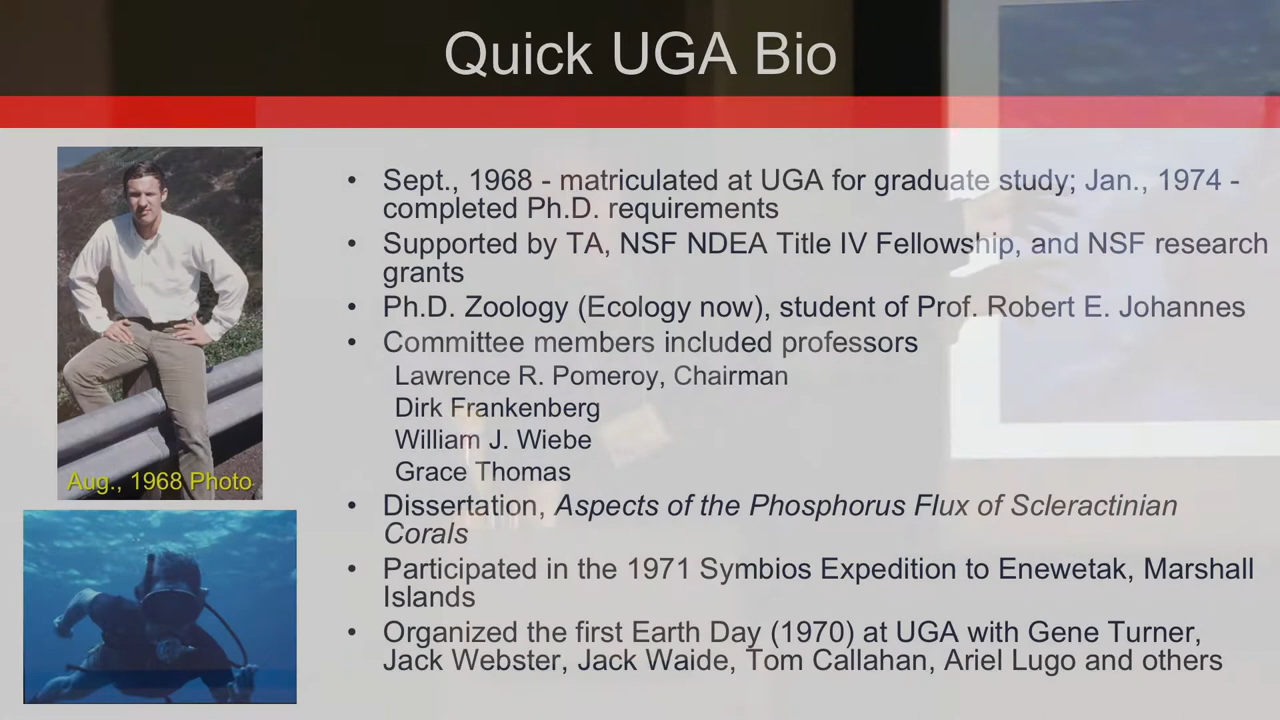 Quick UGA Bio
• Sept., 1968 - matriculated at UGA for graduate study; Jan., 1974 -
completed Ph.D. requirements
• Supported by TA, NSF NDEA Title IV Fellowship, and NSF research
grants
• Ph.D. Zoology (Ecology now), student of Prof. Robert E. Johannes
• Committee members included professors
Lawrence R. Pomeroy, Chairman
Dirk Frankenberg
William J. Wiebe
Grace Thomas
• Dissertation, Aspects of the Phosphorus Flux of Scleractinian
Corals
• Participated in the 1971 Symbios Expedition to Enewetak, Marshall
Islands
• Organized the first Earth Day (1970) at UGA with Gene Turner,
Jack Webster, Jack Waide, Tom Callahan, Ariel Lugo and others
Aug., 1968 Photo